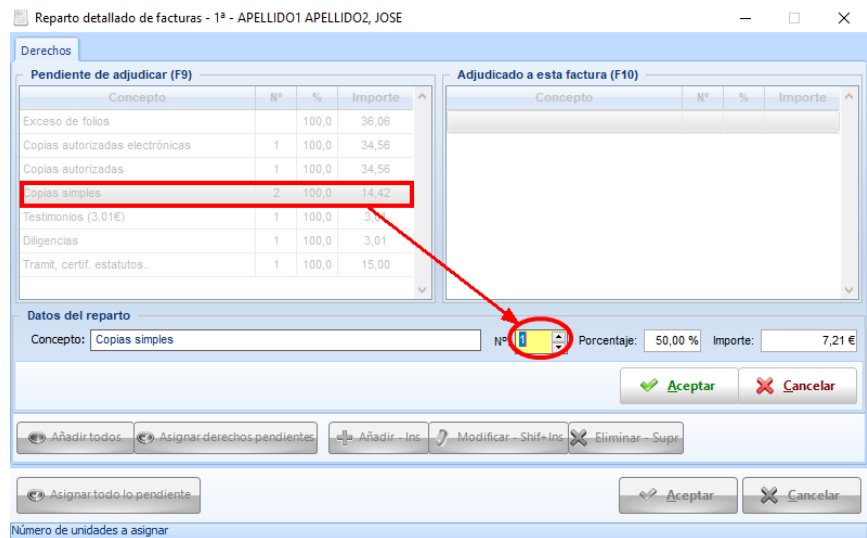 Reparto detallado de facturas - 1ª - APELLIDO1 APELLIDO2, JOSE
Derechos
Pendiente de adjudicar (F9)
Concepto Nº % Importe
Exceso de folios 100,0 36,06
Copias autorizadas electrónicas 1 100,0 34,56
Copias autorizadas 1 100,0 34,56
Copias simples 2 100,0 14,42
Testimonios (3.01€) 1 100,0 3,01
Diligencias 1 100,0 3,01
Tramit, certif. estatutos.. 1 100,0 15,00
Adjudicado a esta factura (F10)
Concepto Nº % Importe
Datos del reparto
Concepto: Copias simples Nº 1 Porcentaje: 50,00 % Importe: 7,21 €
Aceptar Cancelar
Añadir todos Asignar derechos pendientes Añadir - Ins Modificar - Shif+Ins Eliminar - Supr
Asignar todo lo pendiente Aceptar Cancelar
Número de unidades a asignar